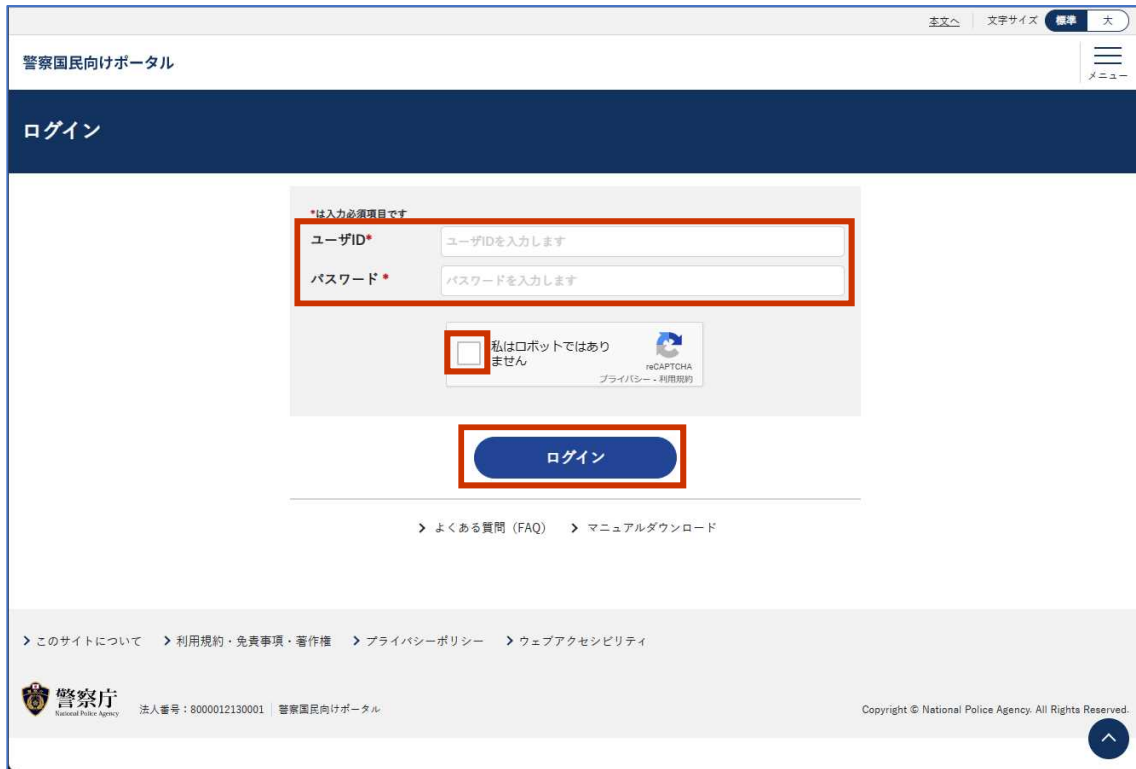 本文へ 文字サイズ 標準 大
警察国民向けポータル
メニュー
ログイン
*は入力必須項目です
ユーザID* ユーザIDを入力します
パスワード* パスワードを入力します
私はロボットではあり
ません
reCAPTCHA
プライバシー - 利用規約
ログイン
よくある質問（FAQ） マニュアルダウンロード
このサイトについて 利用規約・免責事項・著作権 プライバシーポリシー ウェブアクセシビリティ
警察庁
National Police Agency
法人番号：8000012130001 警察国民向けポータル
Copyright © National Police Agency. All Rights Reserved.